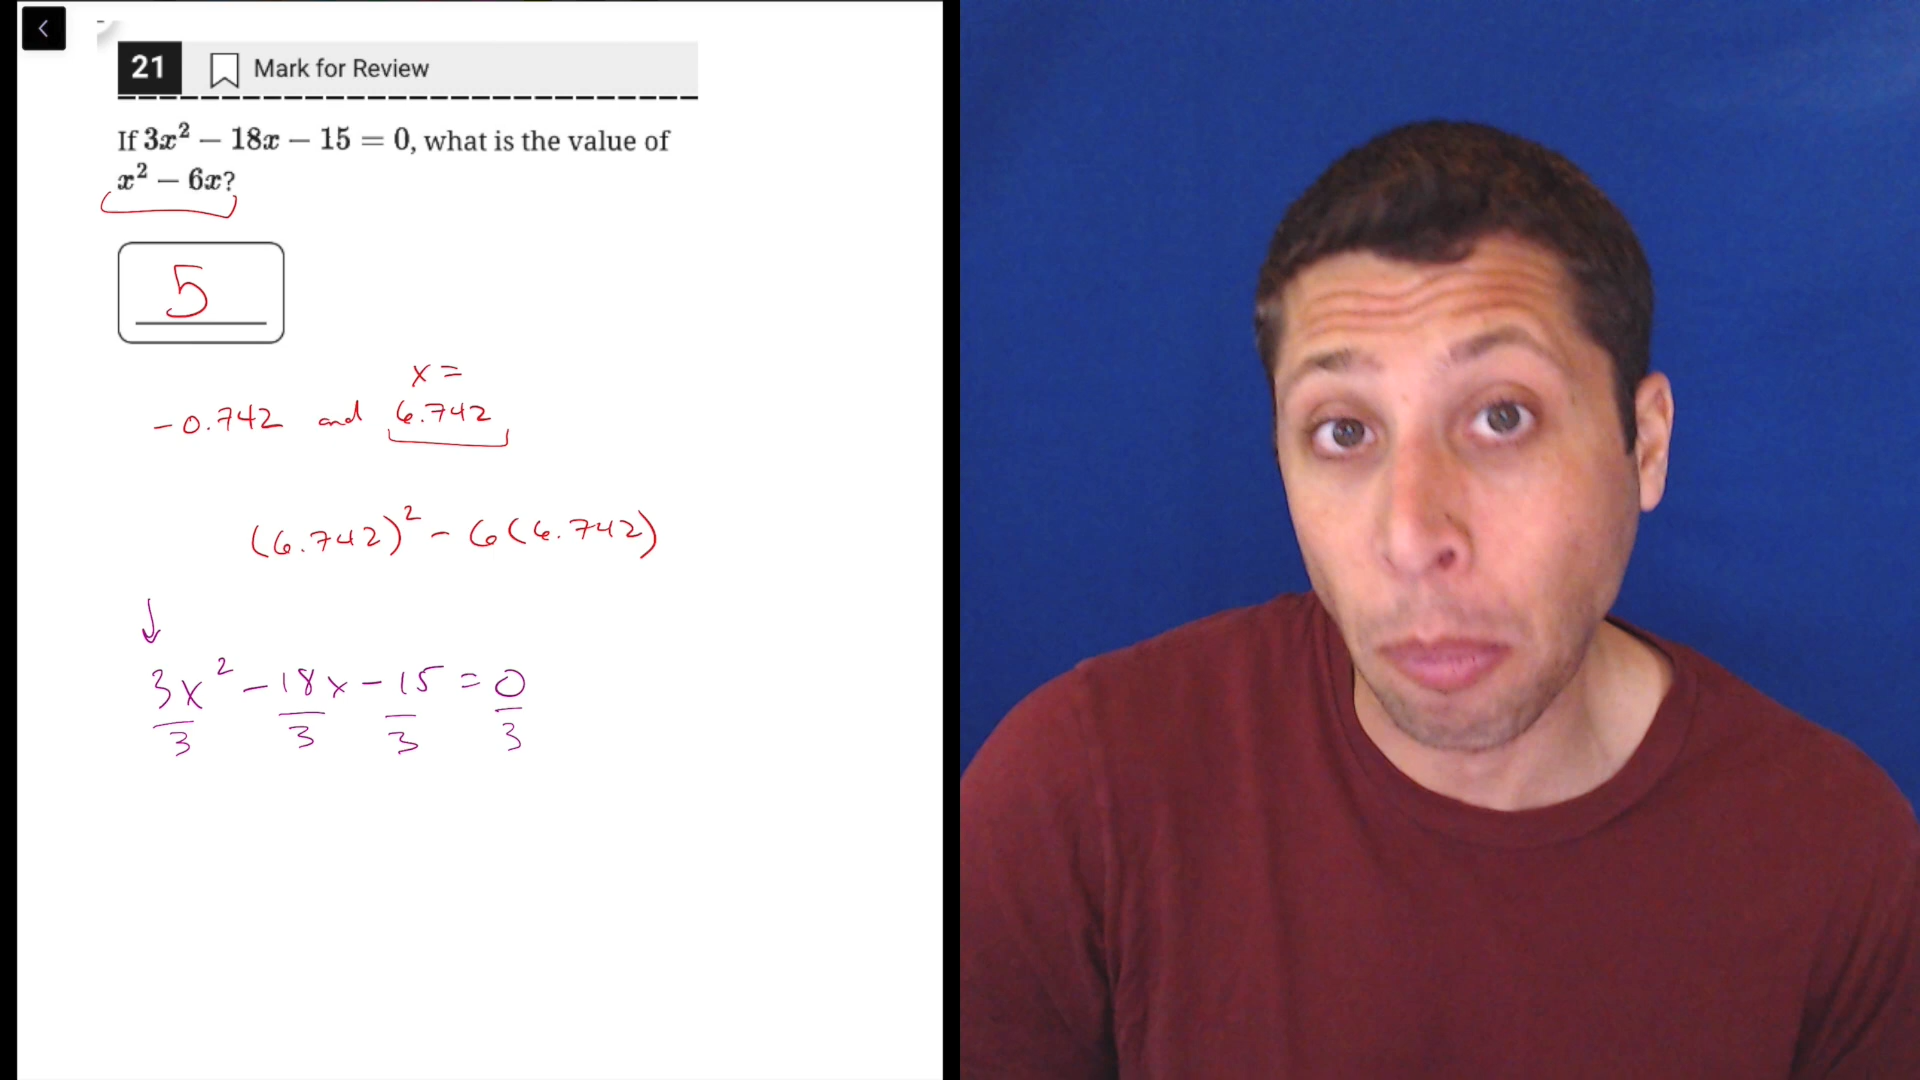 21 Mark for Review
If 3x² − 18x − 15 = 0, what is the value of
x² − 6x?
5
x =
−0.742 and 6.742
(6.742)² − 6(6.742)
3x² − 18x − 15 = 0
3 3 3 3